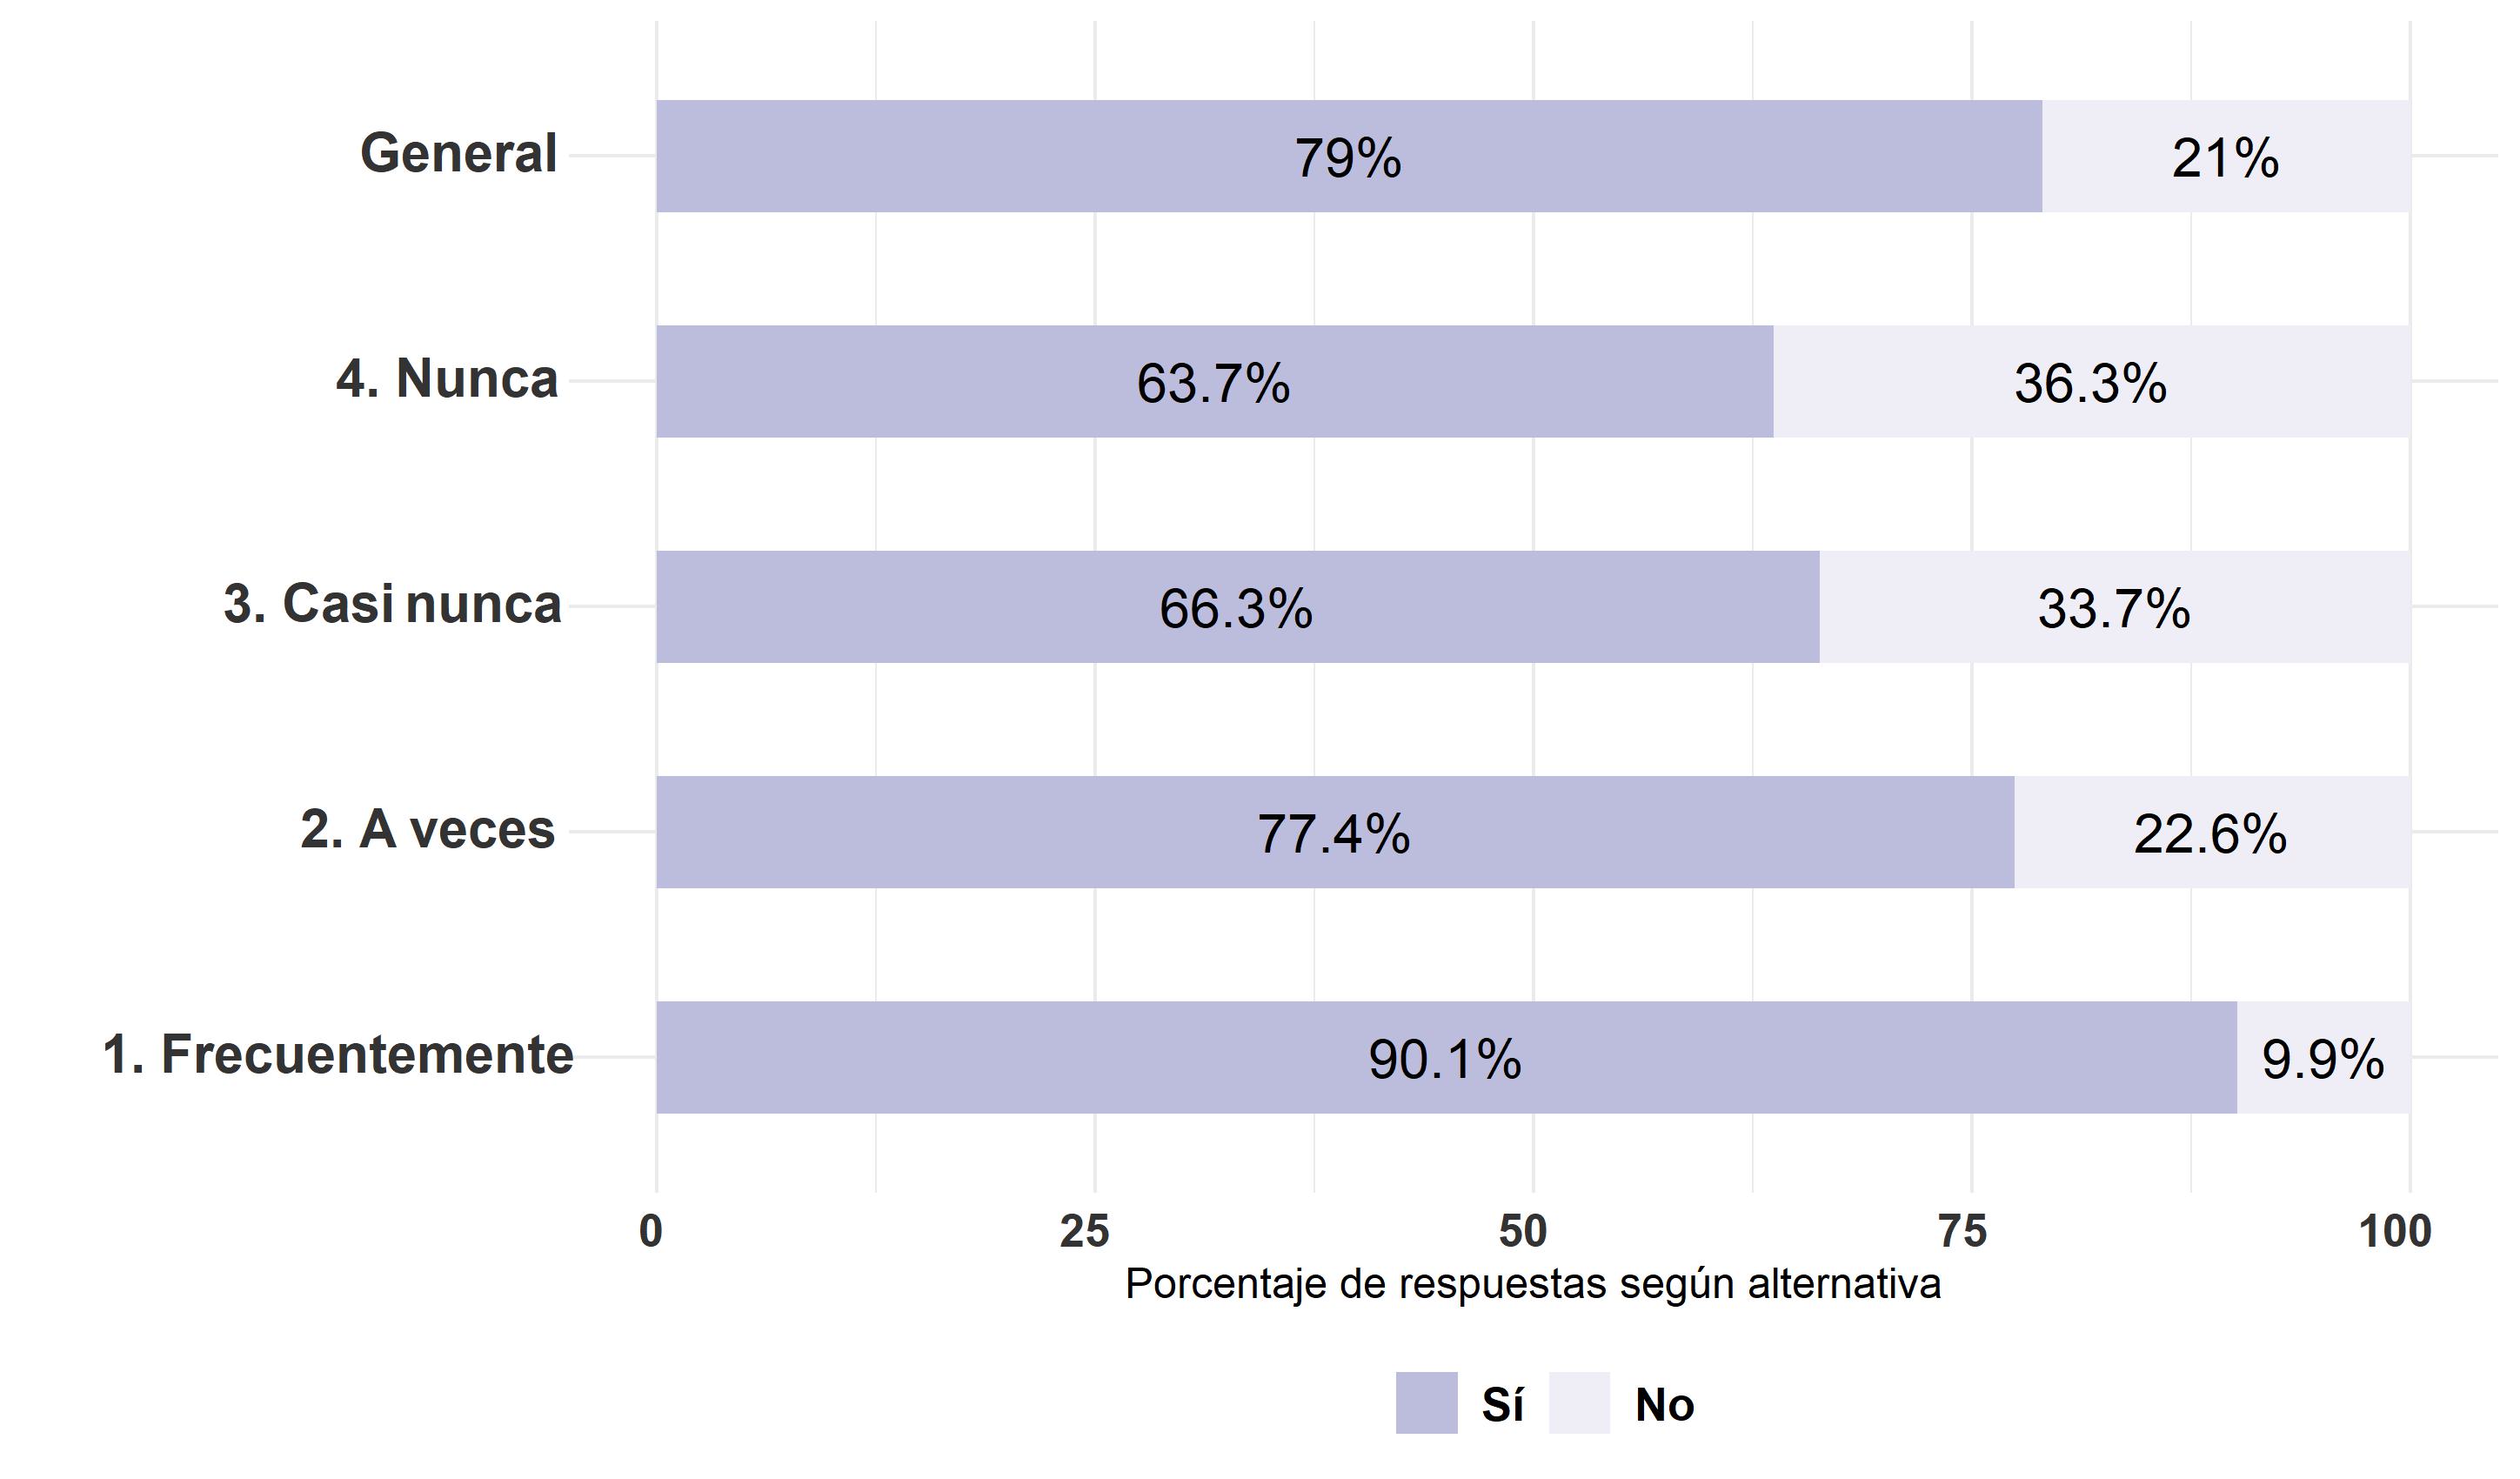 General 79% 21%
4. Nunca 63.7% 36.3%
3. Casi nunca 66.3% 33.7%
2. A veces 77.4% 22.6%
1. Frecuentemente 90.1% 9.9%
0 25 50 75 100
Porcentaje de respuestas según alternativa
Sí No